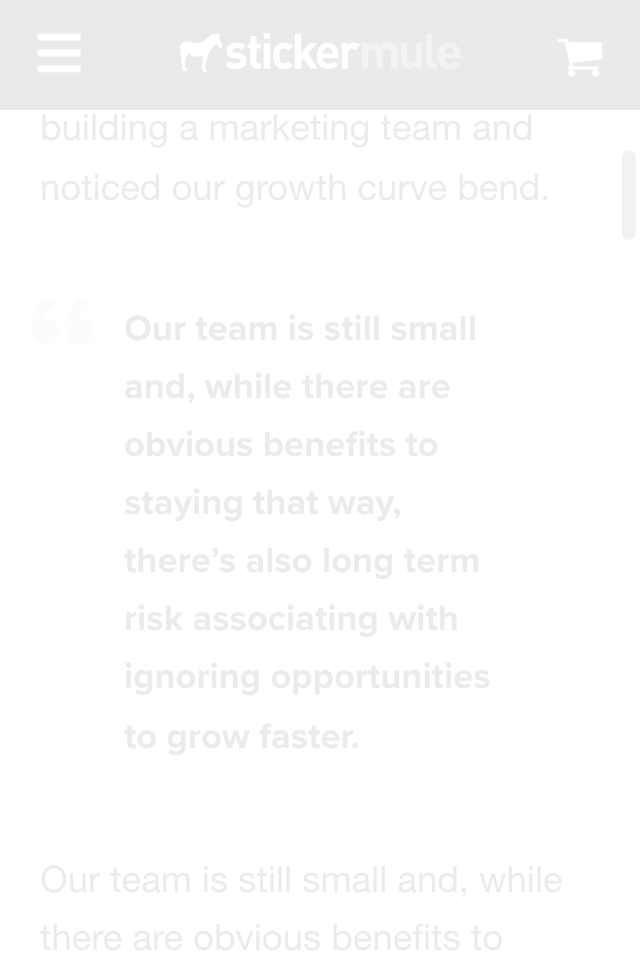 stickermule
building a marketing team and
noticed our growth curve bend.
“
Our team is still small
and, while there are
obvious benefits to
staying that way,
there’s also long term
risk associating with
ignoring opportunities
to grow faster.
Our team is still small and, while
there are obvious benefits to